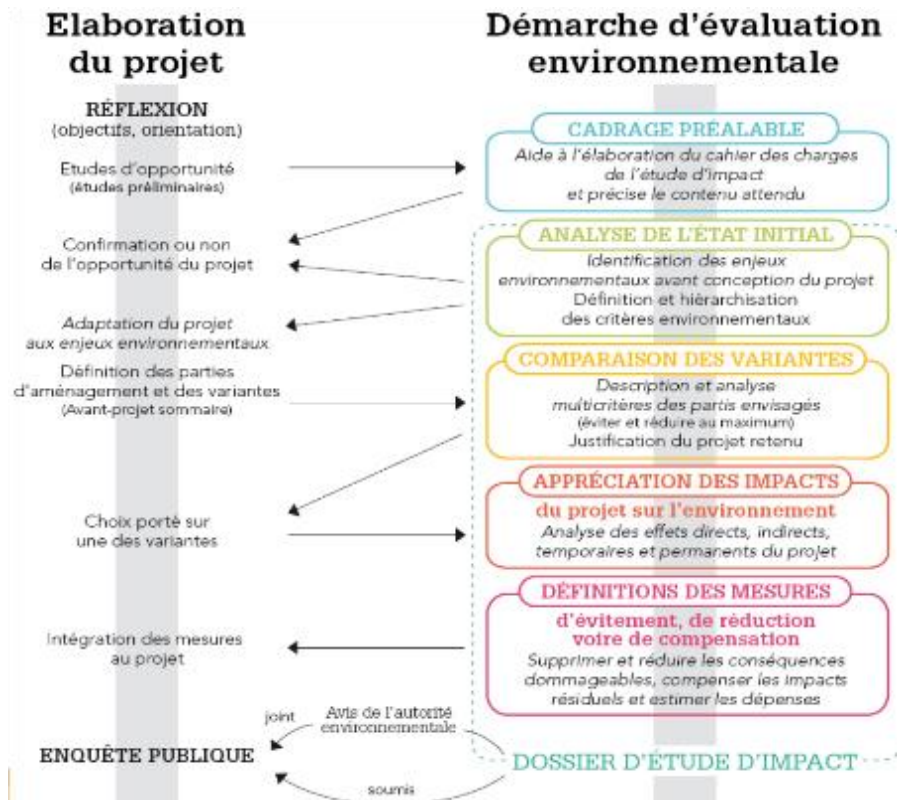 Elaboration
du projet
RÉFLEXION
(objectifs, orientation)
Etudes d'opportunité
(études préliminaires)
Confirmation ou non
de l'opportunité du projet
Adaptation du projet
aux enjeux environnementaux
Définition des parties
d'aménagement et des variantes
(Avant-projet sommaire)
Choix porté sur
une des variantes
Intégration des mesures
au projet
joint
Avis de l'autorité
environnementale
ENQUÊTE PUBLIQUE
soumis
Démarche d'évaluation
environnementale
CADRAGE PRÉALABLE
Aide à l'élaboration du cahier des charges
de l'étude d'impact
et précise le contenu attendu
ANALYSE DE L'ÉTAT INITIAL
Identification des enjeux
environnementaux avant conception du projet
Définition et hiérarchisation
des critères environnementaux
COMPARAISON DES VARIANTES
Description et analyse
multicritères des partis envisagés
(éviter et réduire au maximum)
Justification du projet retenu
APPRÉCIATION DES IMPACTS
du projet sur l'environnement
Analyse des effets directs, indirects,
temporaires et permanents du projet
DÉFINITIONS DES MESURES
d'évitement, de réduction
voire de compensation
Supprimer et réduire les conséquences
dommageables, compenser les impacts
résiduels et estimer les dépenses
DOSSIER D'ÉTUDE D'IMPACT